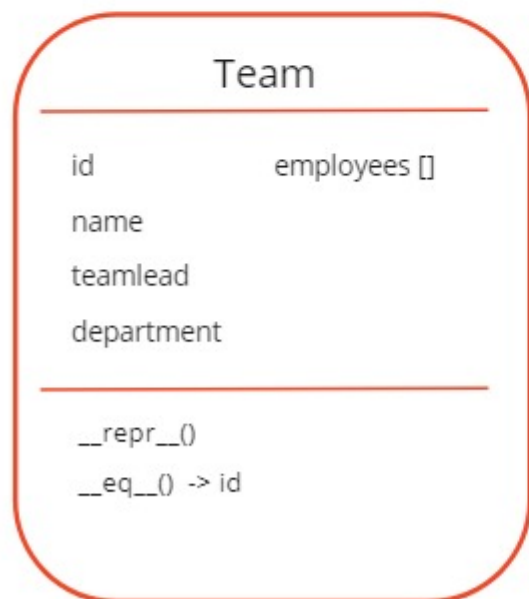 Team
id employees []
name
teamlead
department
__repr__()
__eq__() -> id